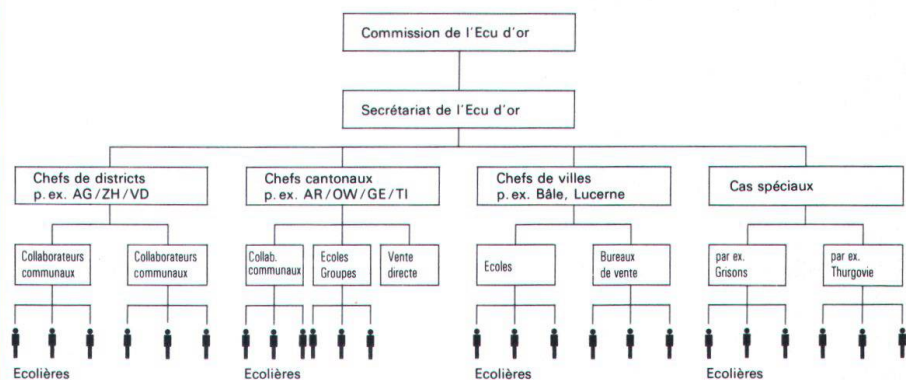 Commission de l'Ecu d'or
Secrétariat de l'Ecu d'or
Chefs de districts
p. ex. AG/ZH/VD
Chefs cantonaux
p. ex. AR/OW/GE/TI
Chefs de villes
p. ex. Bâle, Lucerne
Cas spéciaux
Collaborateurs
communaux
Collaborateurs
communaux
Collab.
communaux
Ecoles
Groupes
Vente
directe
Ecoles
Bureaux
de vente
par ex.
Grisons
par ex.
Thurgovie
Ecolières
Ecolières
Ecolières
Ecolières